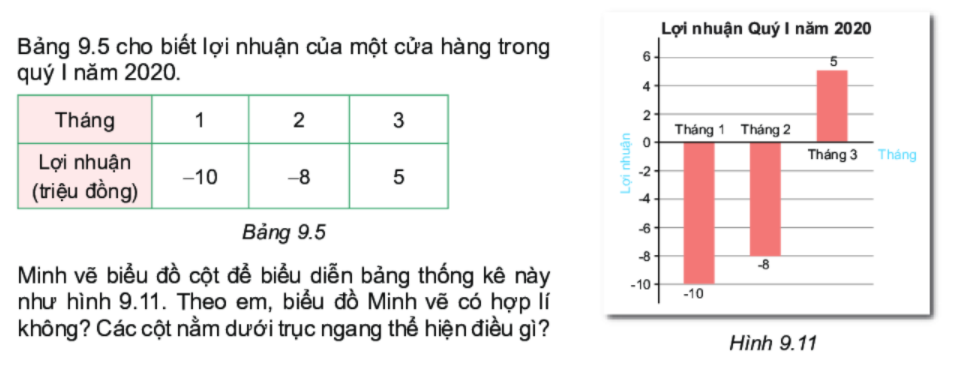 Bảng 9.5 cho biết lợi nhuận của một cửa hàng trong
quý I năm 2020.
Tháng 1 2 3
Lợi nhuận
(triệu đồng) –10 –8 5
Bảng 9.5
Minh vẽ biểu đồ cột để biểu diễn bảng thống kê này
như hình 9.11. Theo em, biểu đồ Minh vẽ có hợp lí
không? Các cột nằm dưới trục ngang thể hiện điều gì?
Lợi nhuận Quý I năm 2020
6
5
4
2
Tháng 1 Tháng 2
0
Tháng 3 Tháng
Lợi nhuận
-2
-4
-6
-8
-8
-10
-10
Hình 9.11